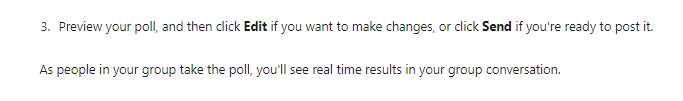 3. Preview your poll, and then click Edit if you want to make changes, or click Send if you're ready to post it.
As people in your group take the poll, you'll see real time results in your group conversation.